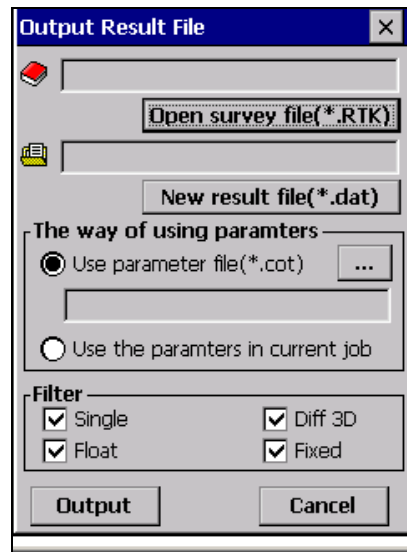 Output Result File
Open survey file(*.RTK)
New result file(*.dat)
The way of using paramters
Use parameter file(*.cot) ...
Use the paramters in current job
Filter
Single Diff 3D
Float Fixed
Output Cancel